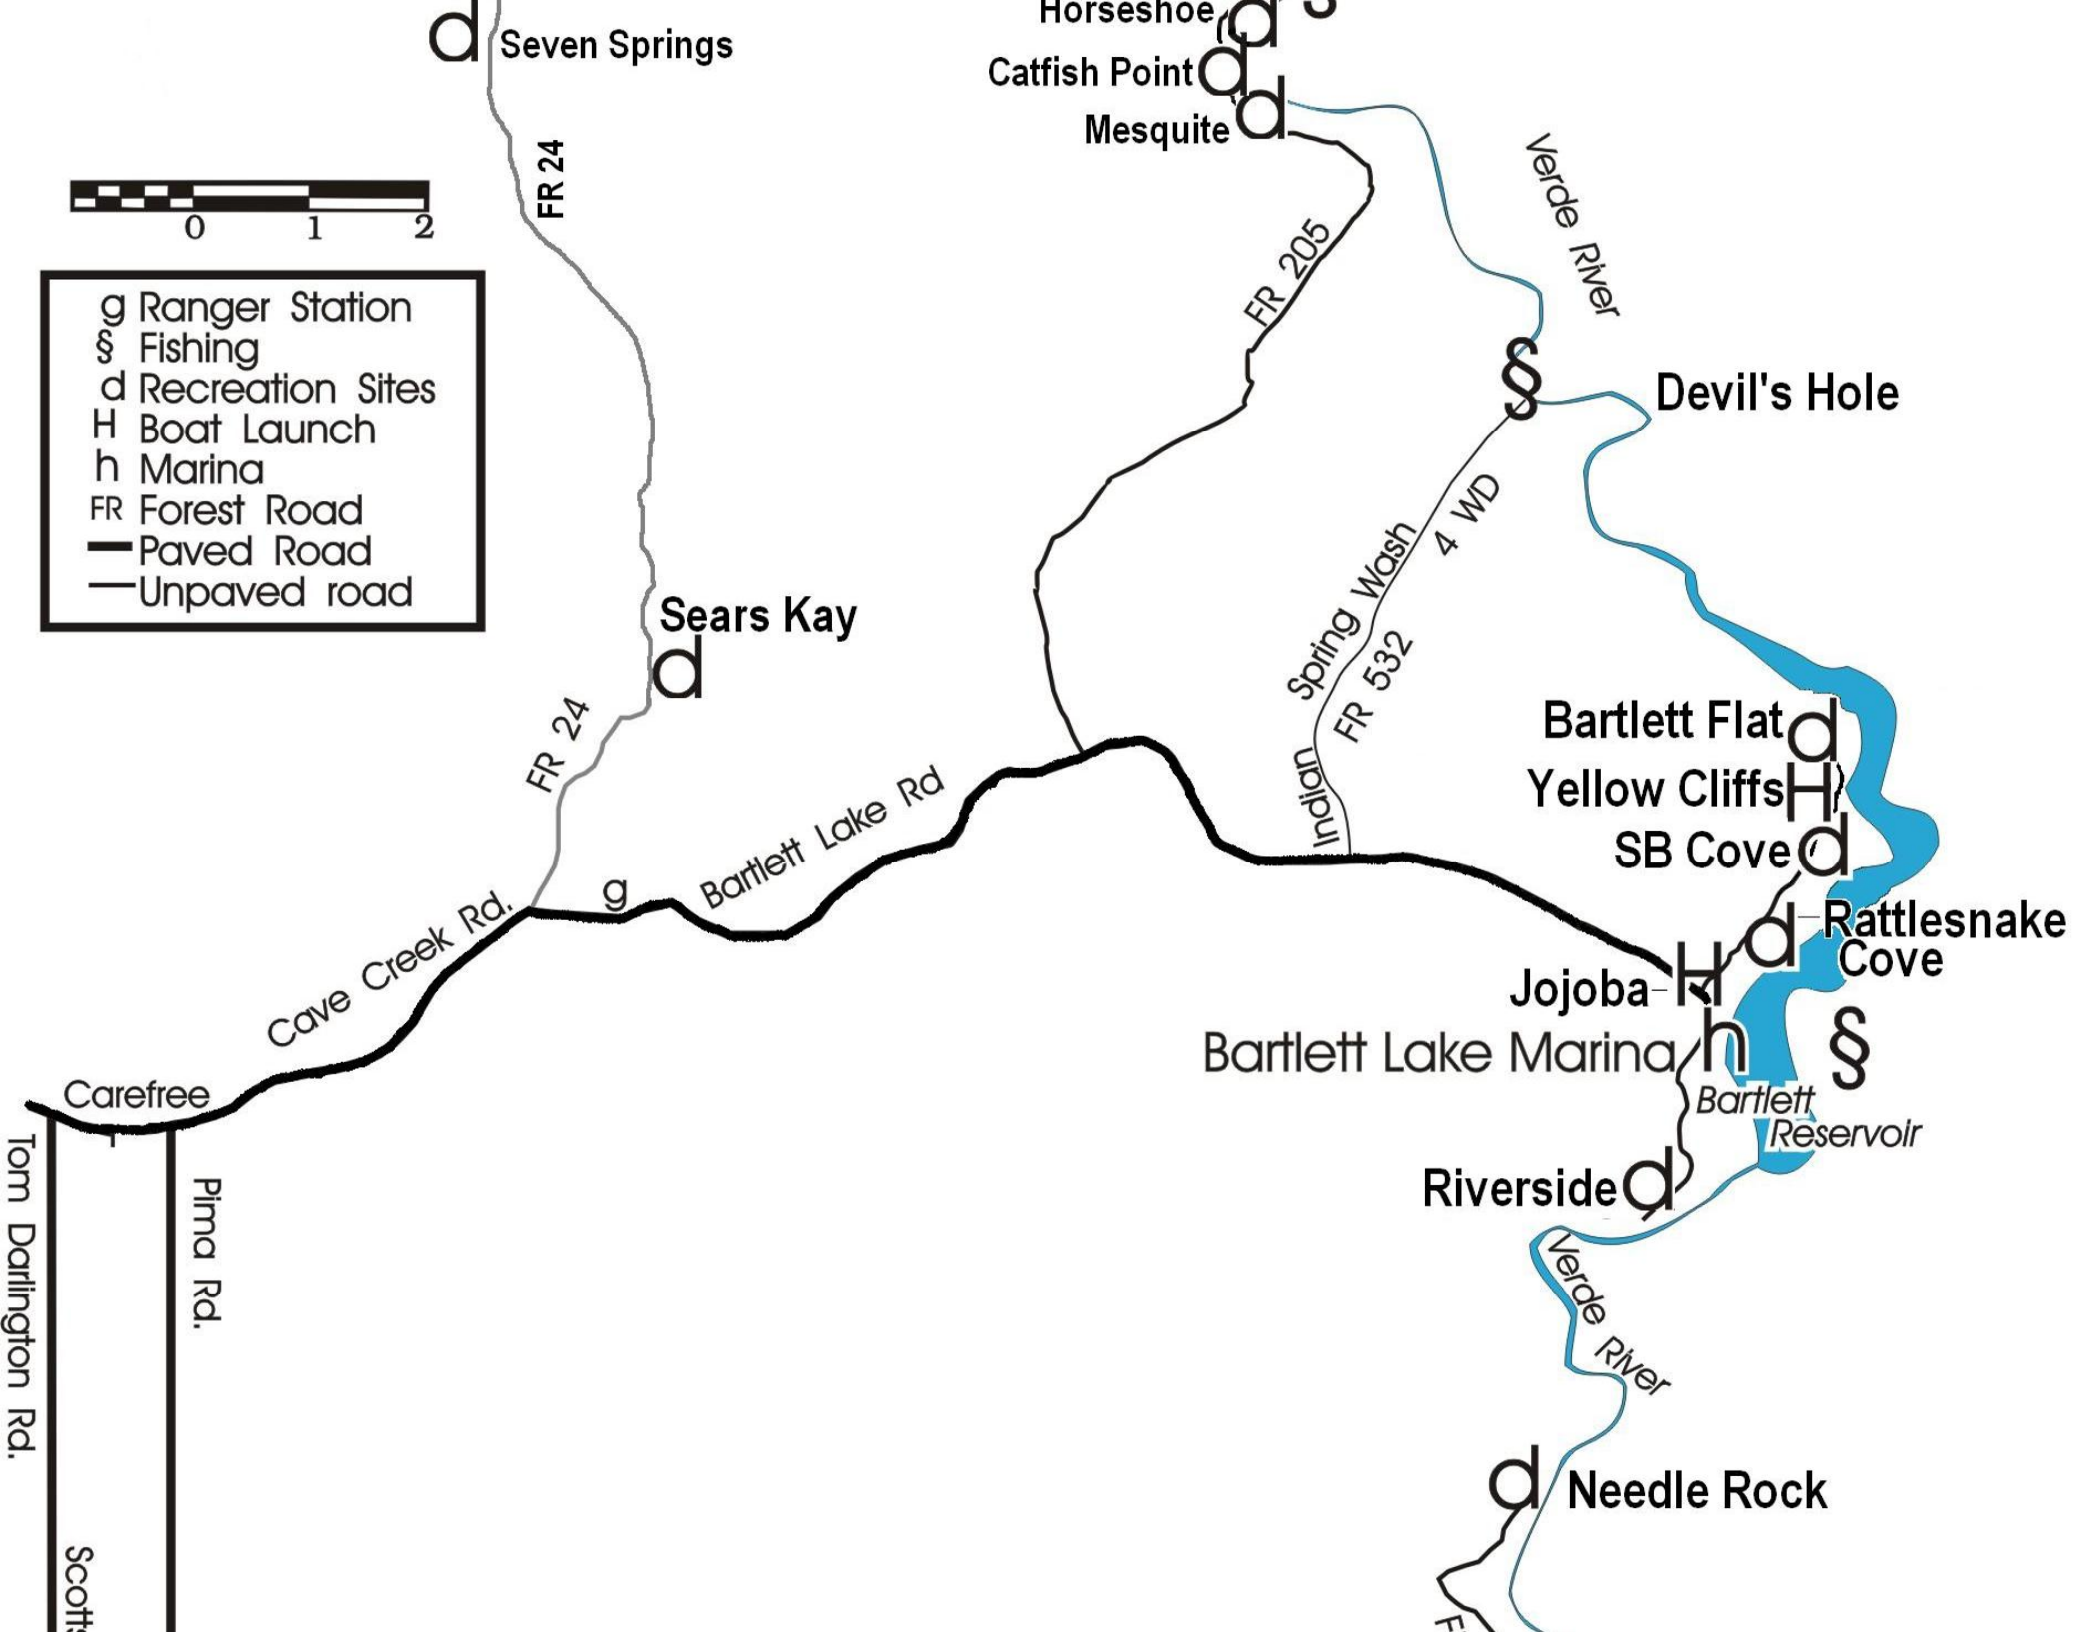 Horseshoe
d
§
d
Seven Springs
Catfish Point
d
Mesquite
d
FR 24
Verde River
0 1 2
FR 205
g Ranger Station
§ Fishing
d Recreation Sites
H Boat Launch
h Marina
FR Forest Road
Paved Road
Unpaved road
§
Devil's Hole
4 WD
Indian Spring Wash
FR 532
Sears Kay
d
FR 24
Bartlett Flat
d
Yellow Cliffs
H
SB Cove
d
Bartlett Lake Rd
g
Cave Creek Rd.
d
Rattlesnake
Cove
Jojoba
H
Bartlett Lake Marina
h
§
Carefree
Bartlett
Reservoir
Tom Darlington Rd.
Pima Rd.
Riverside
d
Verde River
d
Needle Rock
Scotts
F